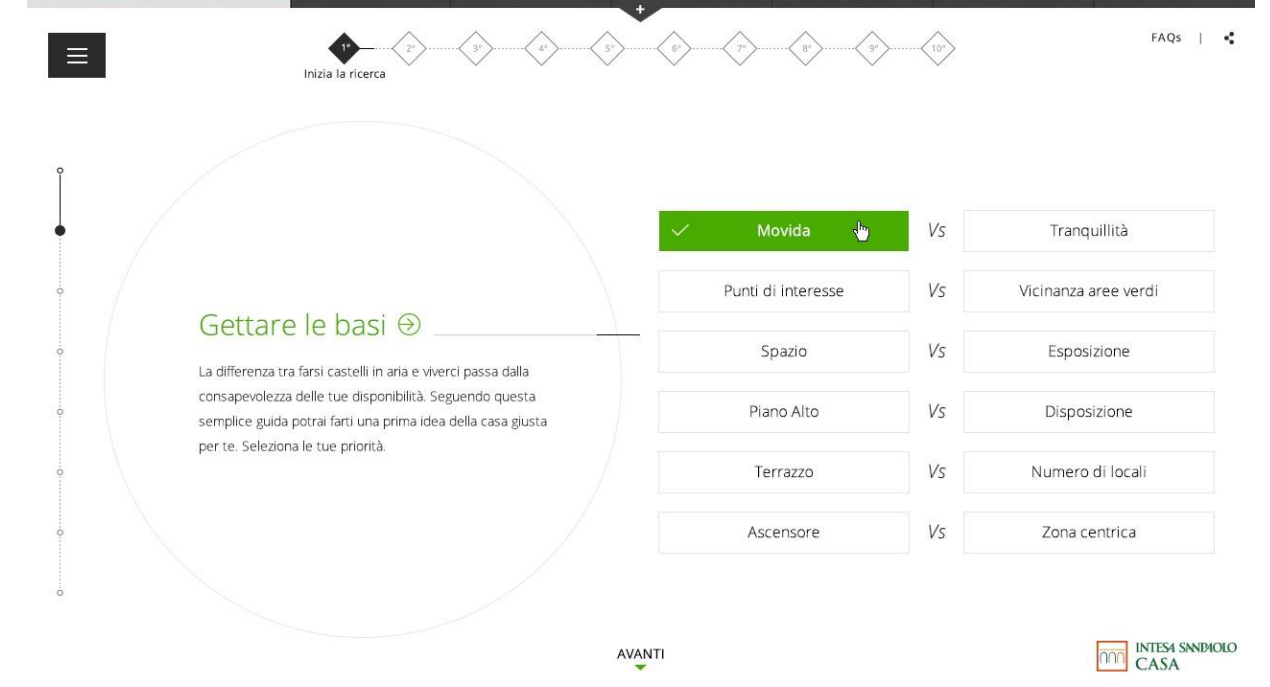 1° 2° 3° 4° 5° 6° 7° 8° 9° 10°
FAQs |
Inizia la ricerca
Gettare le basi
La differenza tra farsi castelli in aria e viverci passa dalla
consapevolezza delle tue disponibilità. Seguendo questa
semplice guida potrai farti una prima idea della casa giusta
per te. Seleziona le tue priorità.
Movida Vs Tranquillità
Punti di interesse Vs Vicinanza aree verdi
Spazio Vs Esposizione
Piano Alto Vs Disposizione
Terrazzo Vs Numero di locali
Ascensore Vs Zona centrica
AVANTI
INTESA SANPAOLO
CASA